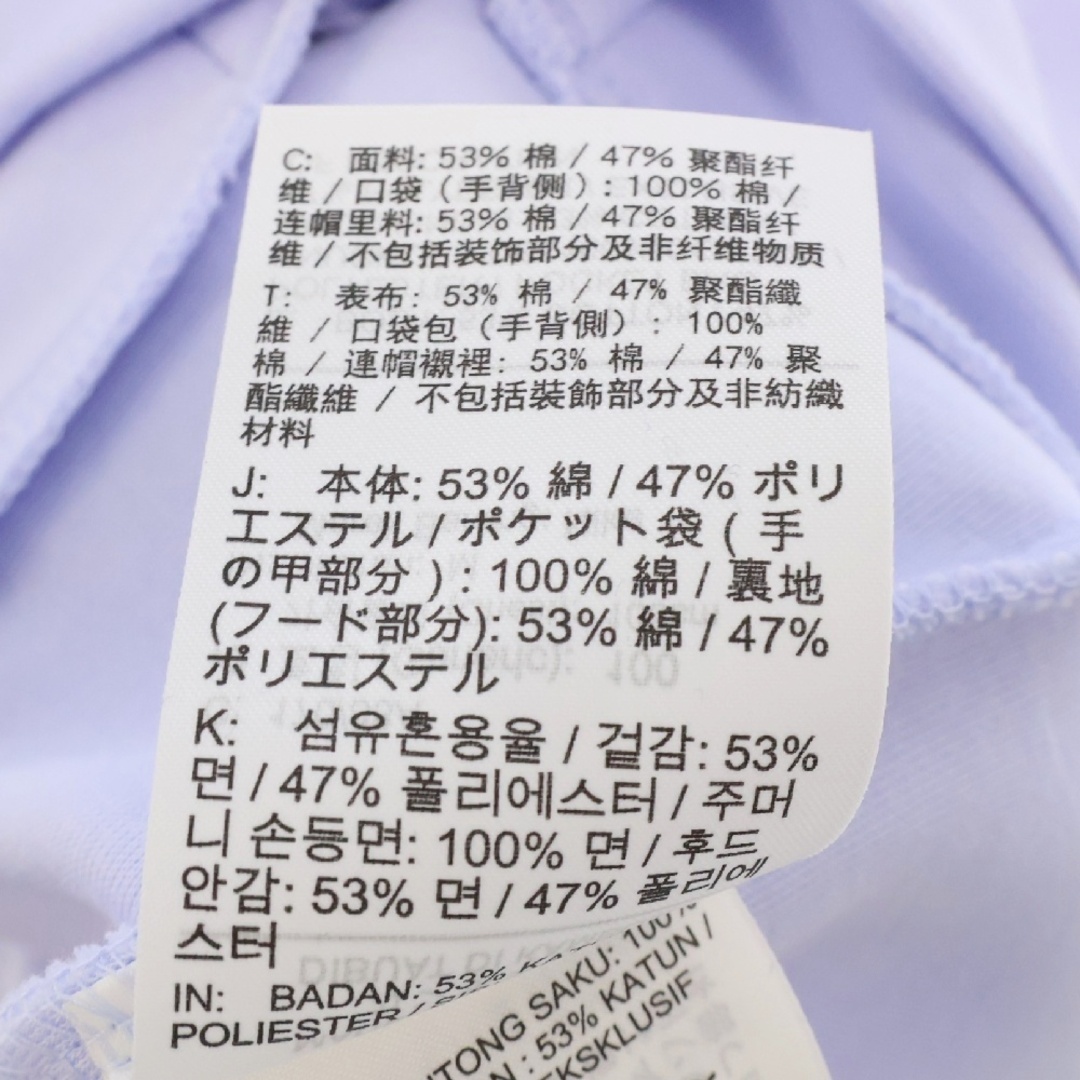 C: 面料: 53% 棉 / 47% 聚酯纤
维 / 口袋（手背侧）: 100% 棉 /
连帽里料: 53% 棉 / 47% 聚酯纤
维 / 不包括装饰部分及非纤维物质
T: 表布: 53% 棉 / 47% 聚酯纖
維 / 口袋包（手背側）: 100%
棉 / 連帽襯裡: 53% 棉 / 47% 聚
酯纖維 / 不包括裝飾部分及非紡織
材料
J: 本体: 53% 綿 / 47% ポリ
エステル / ポケット袋 ( 手
の甲部分 ) : 100% 綿 / 裏地
(フード部分): 53% 綿 / 47%
ポリエステル
K: 섬유혼용율 / 겉감: 53%
면 / 47% 폴리에스터 / 주머
니 손등면: 100% 면 / 후드
안감: 53% 면 / 47% 폴리에
스터
IN: BADAN: 53%
POLIESTER /
SAKU: 100%
: 53% KATUN /